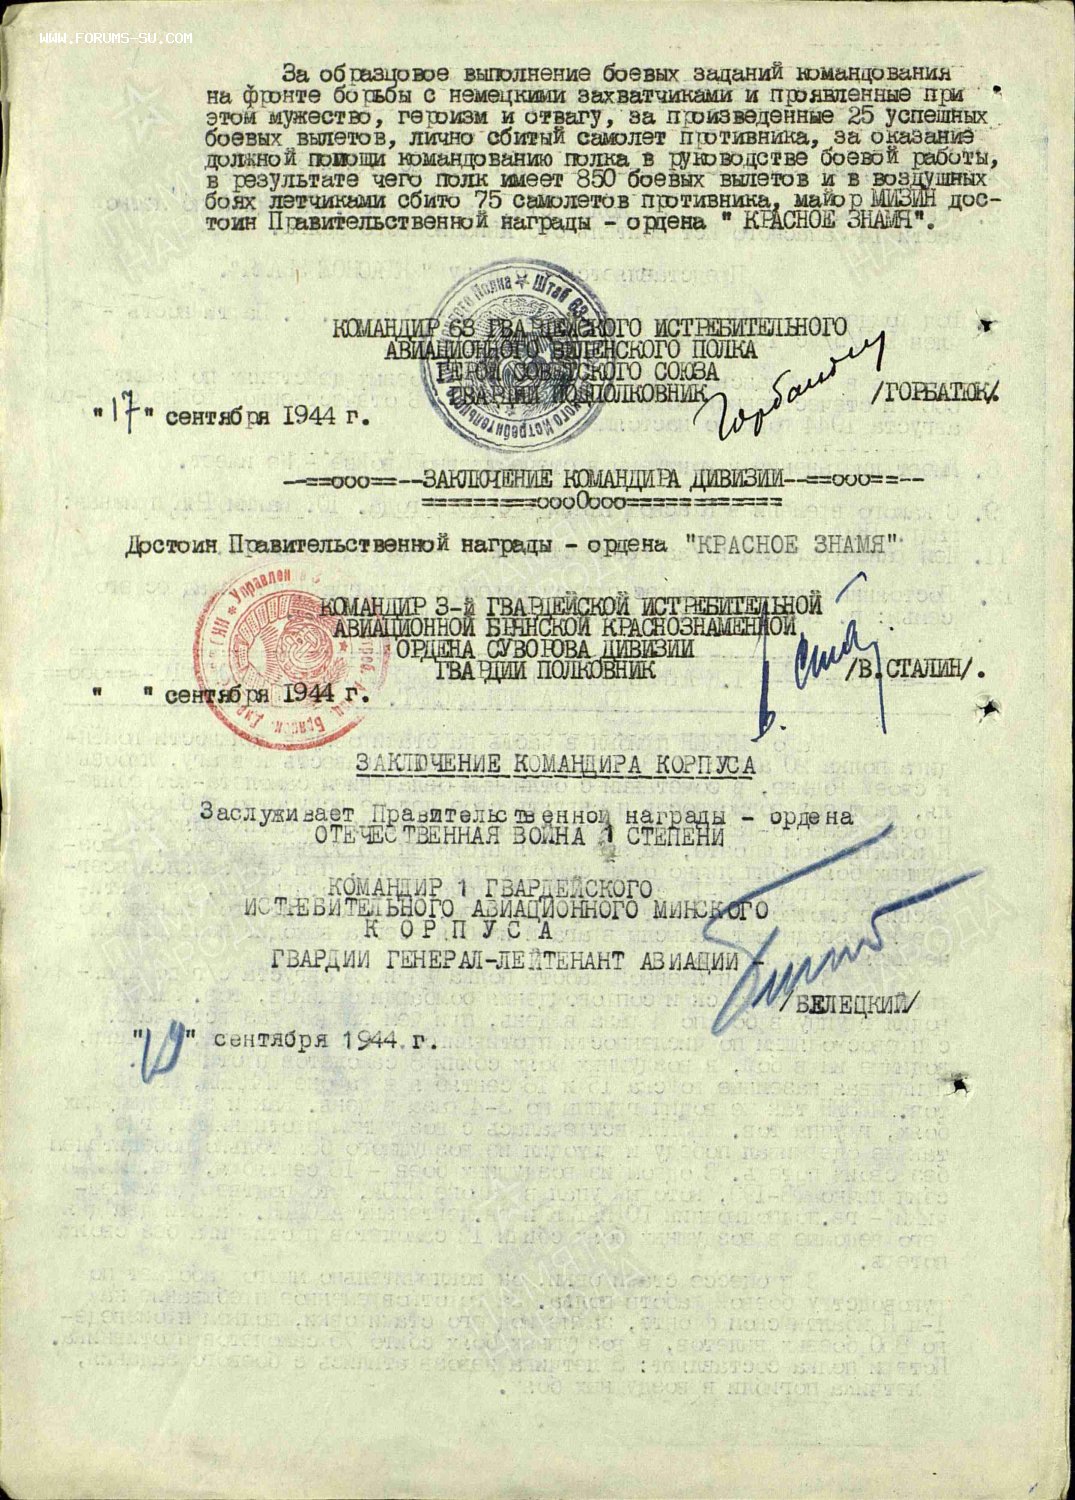 WWW.FORUMS-SU.COM
За образцовое выполнение боевых заданий командования
на фронте борьбы с немецкими захватчиками и проявленные при
этом мужество, героизм и отвагу, за произведенные 25 успешных
боевых вылетов, лично сбитый самолет противника, за оказание
должной помощи командованию полка в руководстве боевой работы,
в результате чего полк имеет 850 боевых вылетов и в воздушных
боях летчиками сбито 75 самолетов противника, майор МИЗИН дос-
тоин Правительственной награды - ордена " КРАСНОЕ ЗНАМЯ".
КОМАНДИР 63 ГВАРДЕЙСКОГО ИСТРЕБИТЕЛЬНОГО
АВИАЦИОННОГО ВИЛЕНСКОГО ПОЛКА
ГЕРОЙ СОВЕТСКОГО СОЮЗА
ГВАРДИИ ПОДПОЛКОВНИК /ГОРБАТЮК/.
"17" сентября 1944 г.
--==ооо==--ЗАКЛЮЧЕНИЕ КОМАНДИРА ДИВИЗИИ--==ооо==--
=========оооОооо============
Достоин Правительственной награды - ордена "КРАСНОЕ ЗНАМЯ".
КОМАНДИР 3-й ГВАРДЕЙСКОЙ ИСТРЕБИТЕЛЬНОЙ
АВИАЦИОННОЙ БРЯНСКОЙ КРАСНОЗНАМЕННОЙ
ОРДЕНА СУВОРОВА ДИВИЗИИ
ГВАРДИИ ПОЛКОВНИК /В.СТАЛИН/.
" " сентября 1944 г.
ЗАКЛЮЧЕНИЕ КОМАНДИРА КОРПУСА
Заслуживает Правительственной награды - ордена
ОТЕЧЕСТВЕННАЯ ВОЙНА 1 СТЕПЕНИ
КОМАНДИР 1 ГВАРДЕЙСКОГО
ИСТРЕБИТЕЛЬНОГО АВИАЦИОННОГО МИНСКОГО
К О Р П У С А
ГВАРДИИ ГЕНЕРАЛ-ЛЕЙТЕНАНТ АВИАЦИИ -
/БЕЛЕЦКИЙ/
"19" сентября 1944 г.